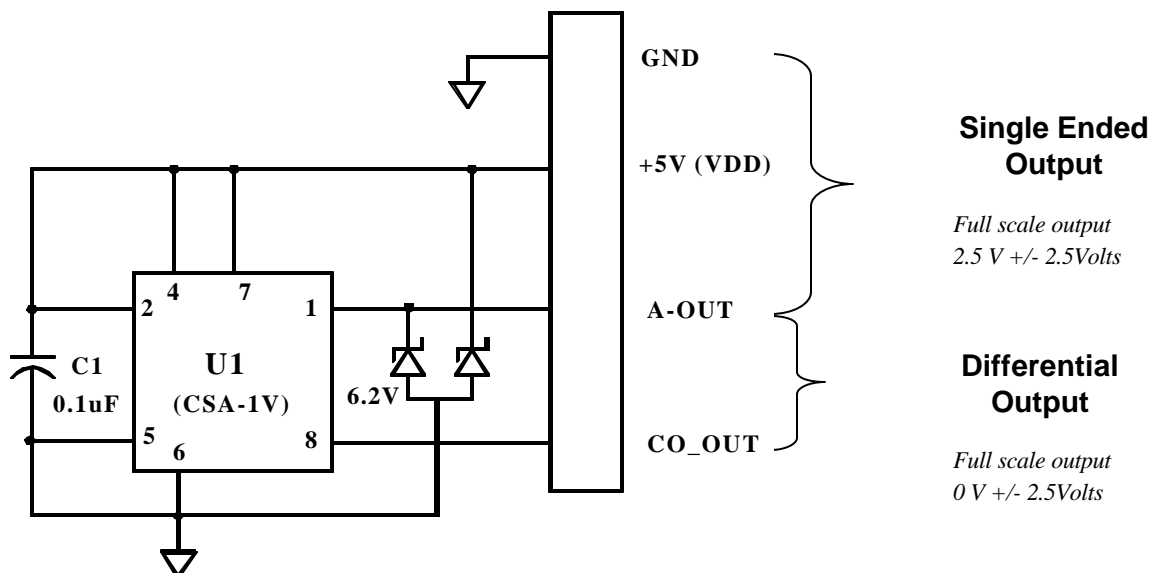 GND
+5V (VDD)
Single Ended
Output
Full scale output
2.5 V +/- 2.5Volts
4 7
2 1
A-OUT
C1
0.1uF
U1
(CSA-1V)
6.2V
Differential
Output
5 8
6
CO_OUT
Full scale output
0 V +/- 2.5Volts